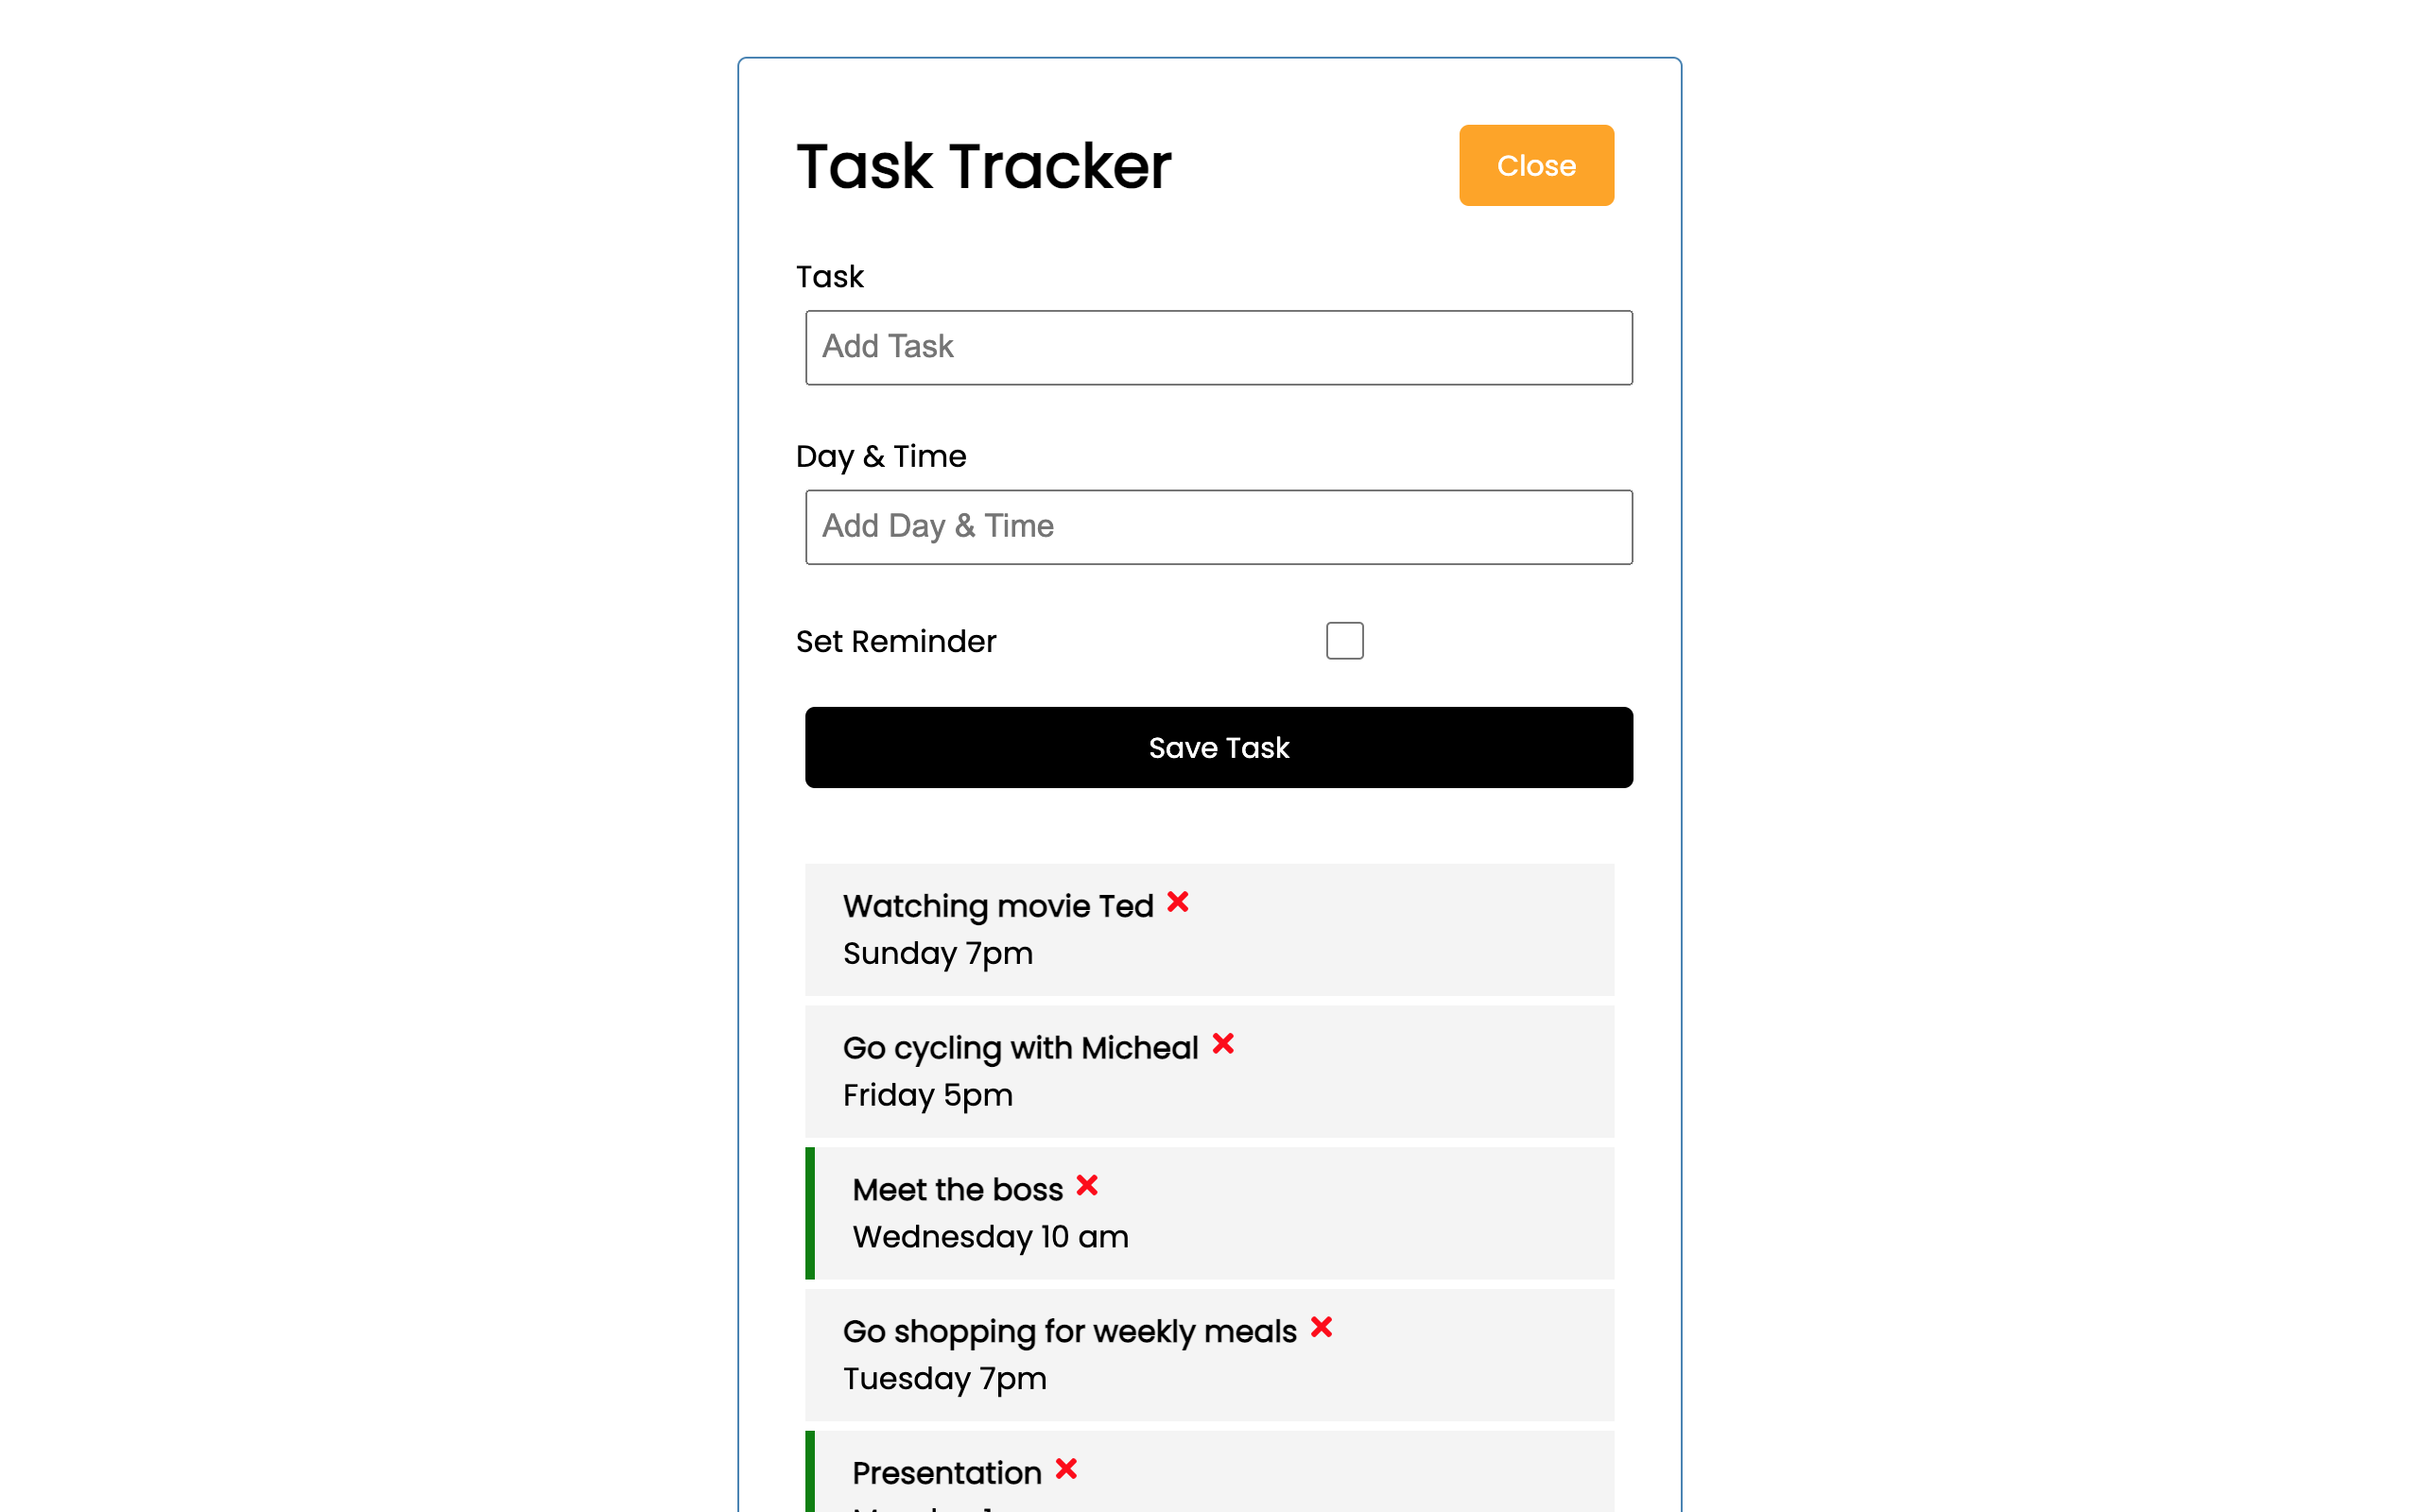 Task Tracker
Close
Task
Add Task
Day & Time
Add Day & Time
Set Reminder
Save Task
Watching movie Ted
Sunday 7pm
Go cycling with Micheal
Friday 5pm
Meet the boss
Wednesday 10 am
Go shopping for weekly meals
Tuesday 7pm
Presentation